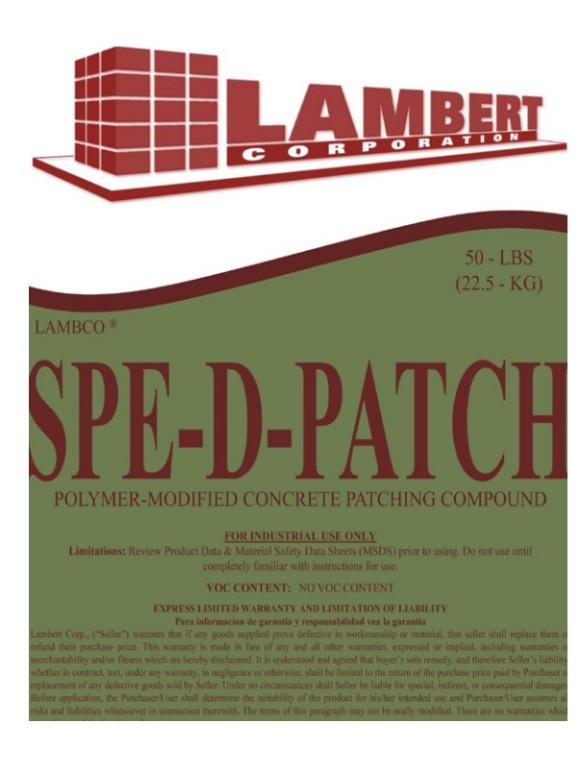 LAMBERT
CORPORATION
50 - LBS
(22.5 - KG)
LAMBCO ®
SPE-D-PATCH
POLYMER-MODIFIED CONCRETE PATCHING COMPOUND
FOR INDUSTRIAL USE ONLY
Limitations: Review Product Data & Material Safety Data Sheets (MSDS) prior to using. Do not use until
completely familiar with instructions for use.
VOC CONTENT: NO VOC CONTENT
EXPRESS LIMITED WARRANTY AND LIMITATION OF LIABILITY
Para informacion de garantia y responsabilidad vea la garantia
Lambert Corp., ("Seller") warrants that if any goods supplied prove defective in workmanship or material, that seller shall replace them
refund their purchase price. This warranty is made in lieu of any and all other warranties, expressed or implied, including warranties
merchantability and/or fitness which are hereby disclaimed. It is understood and agreed that buyer's sole remedy, and therefore Seller's liability
whether in contract, tort, under any warranty, in negligence or otherwise, shall be limited to the return of the purchase price paid by Purchaser
replacement of any defective goods sold by Seller. Under no circumstances shall Seller be liable for special, indirect, or consequential damages
Before application, the Purchaser/User shall determine the suitability of the product for his/her intended use and Purchaser/User assumes
risks and liabilities whatsoever in connection therewith. The terms of this paragraph may not be orally modified. There are no warranties